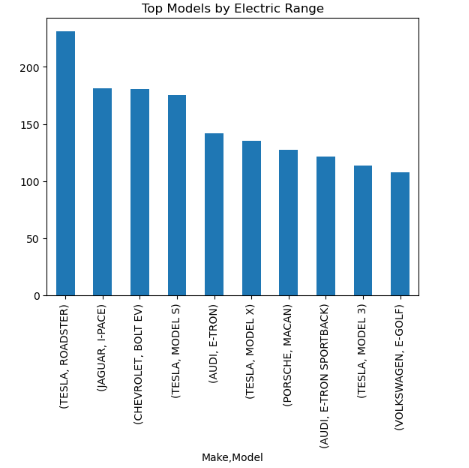 Top Models by Electric Range
200
150
100
50
0
(TESLA, ROADSTER)
(JAGUAR, I-PACE)
(CHEVROLET, BOLT EV)
(TESLA, MODEL S)
(AUDI, E-TRON)
(TESLA, MODEL X)
(PORSCHE, MACAN)
(AUDI, E-TRON SPORTBACK)
(TESLA, MODEL 3)
(VOLKSWAGEN, E-GOLF)
Make,Model